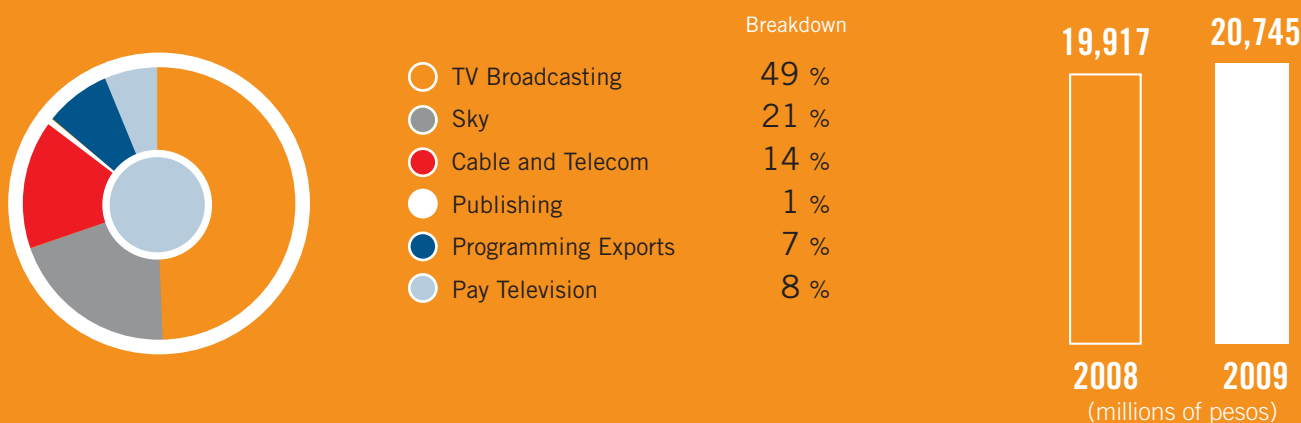 Breakdown
TV Broadcasting 49 %
Sky 21 %
Cable and Telecom 14 %
Publishing 1 %
Programming Exports 7 %
Pay Television 8 %
19,917 20,745
2008 2009
(millions of pesos)